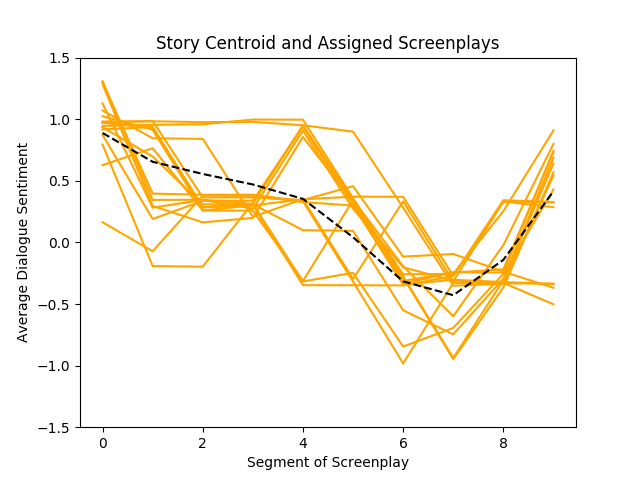 Story Centroid and Assigned Screenplays
1.5
1.0
0.5
0.0
−0.5
−1.0
−1.5
Average Dialogue Sentiment
0 2 4 6 8
Segment of Screenplay